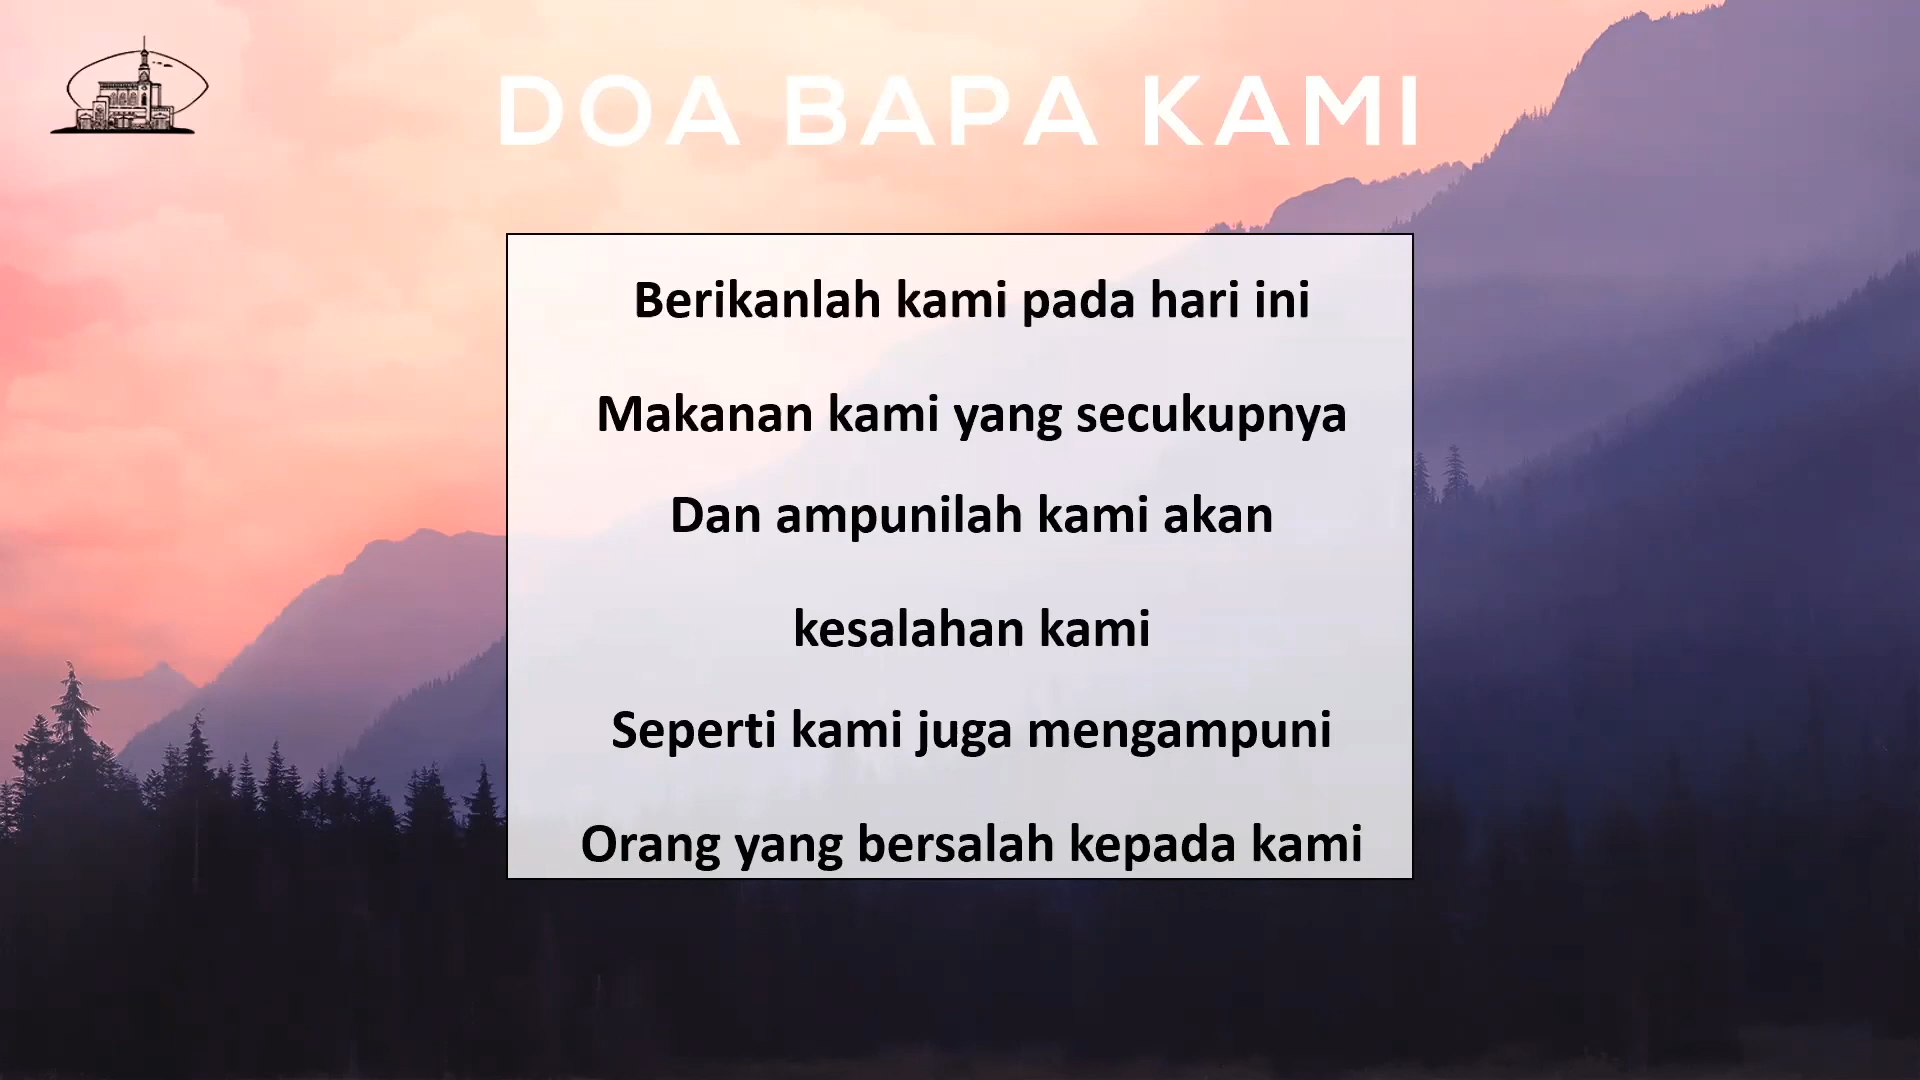 DOA BAPA KAMI
Berikanlah kami pada hari ini
Makanan kami yang secukupnya
Dan ampunilah kami akan
kesalahan kami
Seperti kami juga mengampuni
Orang yang bersalah kepada kami